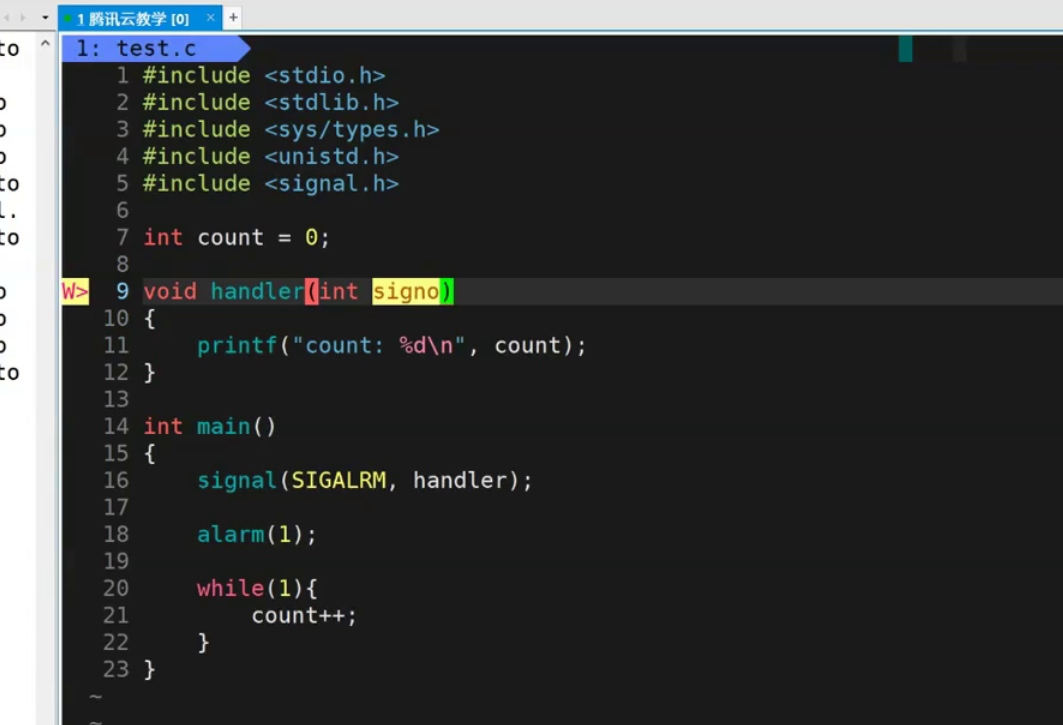 1 腾讯云教学 [0] × +
to
1: test.c
1 #include <stdio.h>
2 #include <stdlib.h>
3 #include <sys/types.h>
4 #include <unistd.h>
to
5 #include <signal.h>
6
to
7 int count = 0;
8
W> 9 void handler(int signo)
10 {
11     printf("count: %d\n", count);
to
12 }
13
14 int main()
15 {
16     signal(SIGALRM, handler);
17
18     alarm(1);
19
20     while(1){
21         count++;
22     }
23 }
~
~